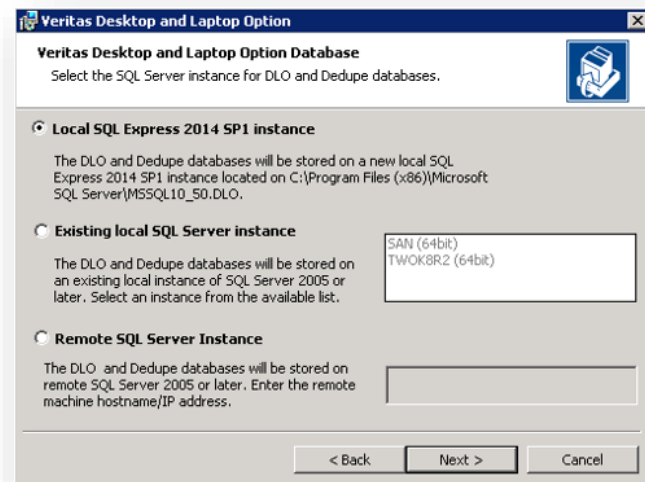 Veritas Desktop and Laptop Option
Veritas Desktop and Laptop Option Database
Select the SQL Server instance for DLO and Dedupe databases.
Local SQL Express 2014 SP1 instance
The DLO and Dedupe databases will be stored on a new local SQL
Express 2014 SP1 instance located on C:\Program Files (x86)\Microsoft
SQL Server\MSSQL10_50.DLO.
Existing local SQL Server instance
The DLO and Dedupe databases will be stored on
an existing local instance of SQL Server 2005 or
later. Select an instance from the available list.
SAN (64bit)
TWOK8R2 (64bit)
Remote SQL Server Instance
The DLO and Dedupe databases will be stored on
remote SQL Server 2005 or later. Enter the remote
machine hostname/IP address.
< Back
Next >
Cancel